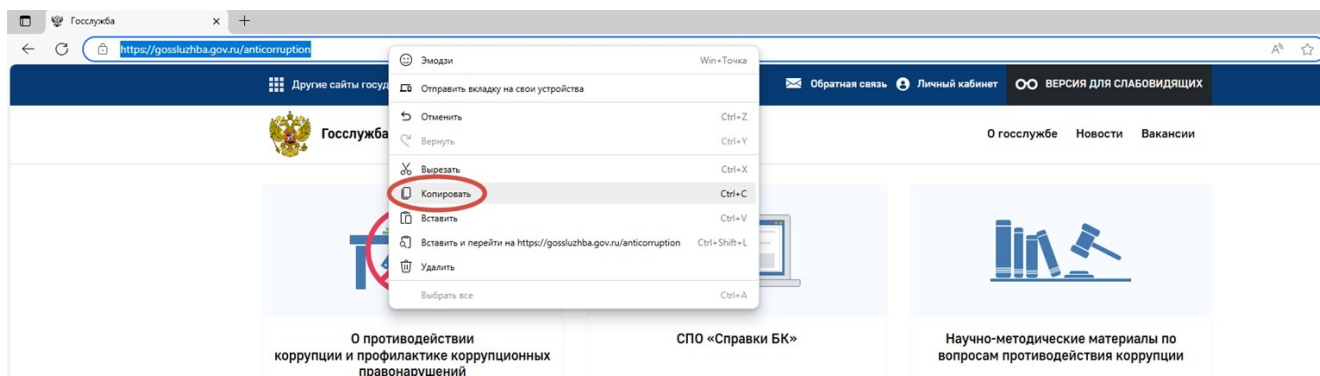 Госслужба
https://gossluzhba.gov.ru/anticorruption
Эмодзи Win+Точка
Отправить вкладку на свои устройства
Отменить Ctrl+Z
Вернуть Ctrl+Y
Вырезать Ctrl+X
Копировать Ctrl+C
Вставить Ctrl+V
Вставить и перейти на https://gossluzhba.gov.ru/anticorruption Ctrl+Shift+L
Удалить
Выбрать все Ctrl+A
Другие сайты Обратная связь Личный кабинет ВЕРСИЯ ДЛЯ СЛАБОВИДЯЩИХ
Госслужба О госслужбе Новости Вакансии
О противодействии
коррупции и профилактике коррупционных
правонарушений
СПО «Справки БК»
Научно-методические материалы по
вопросам противодействия коррупции